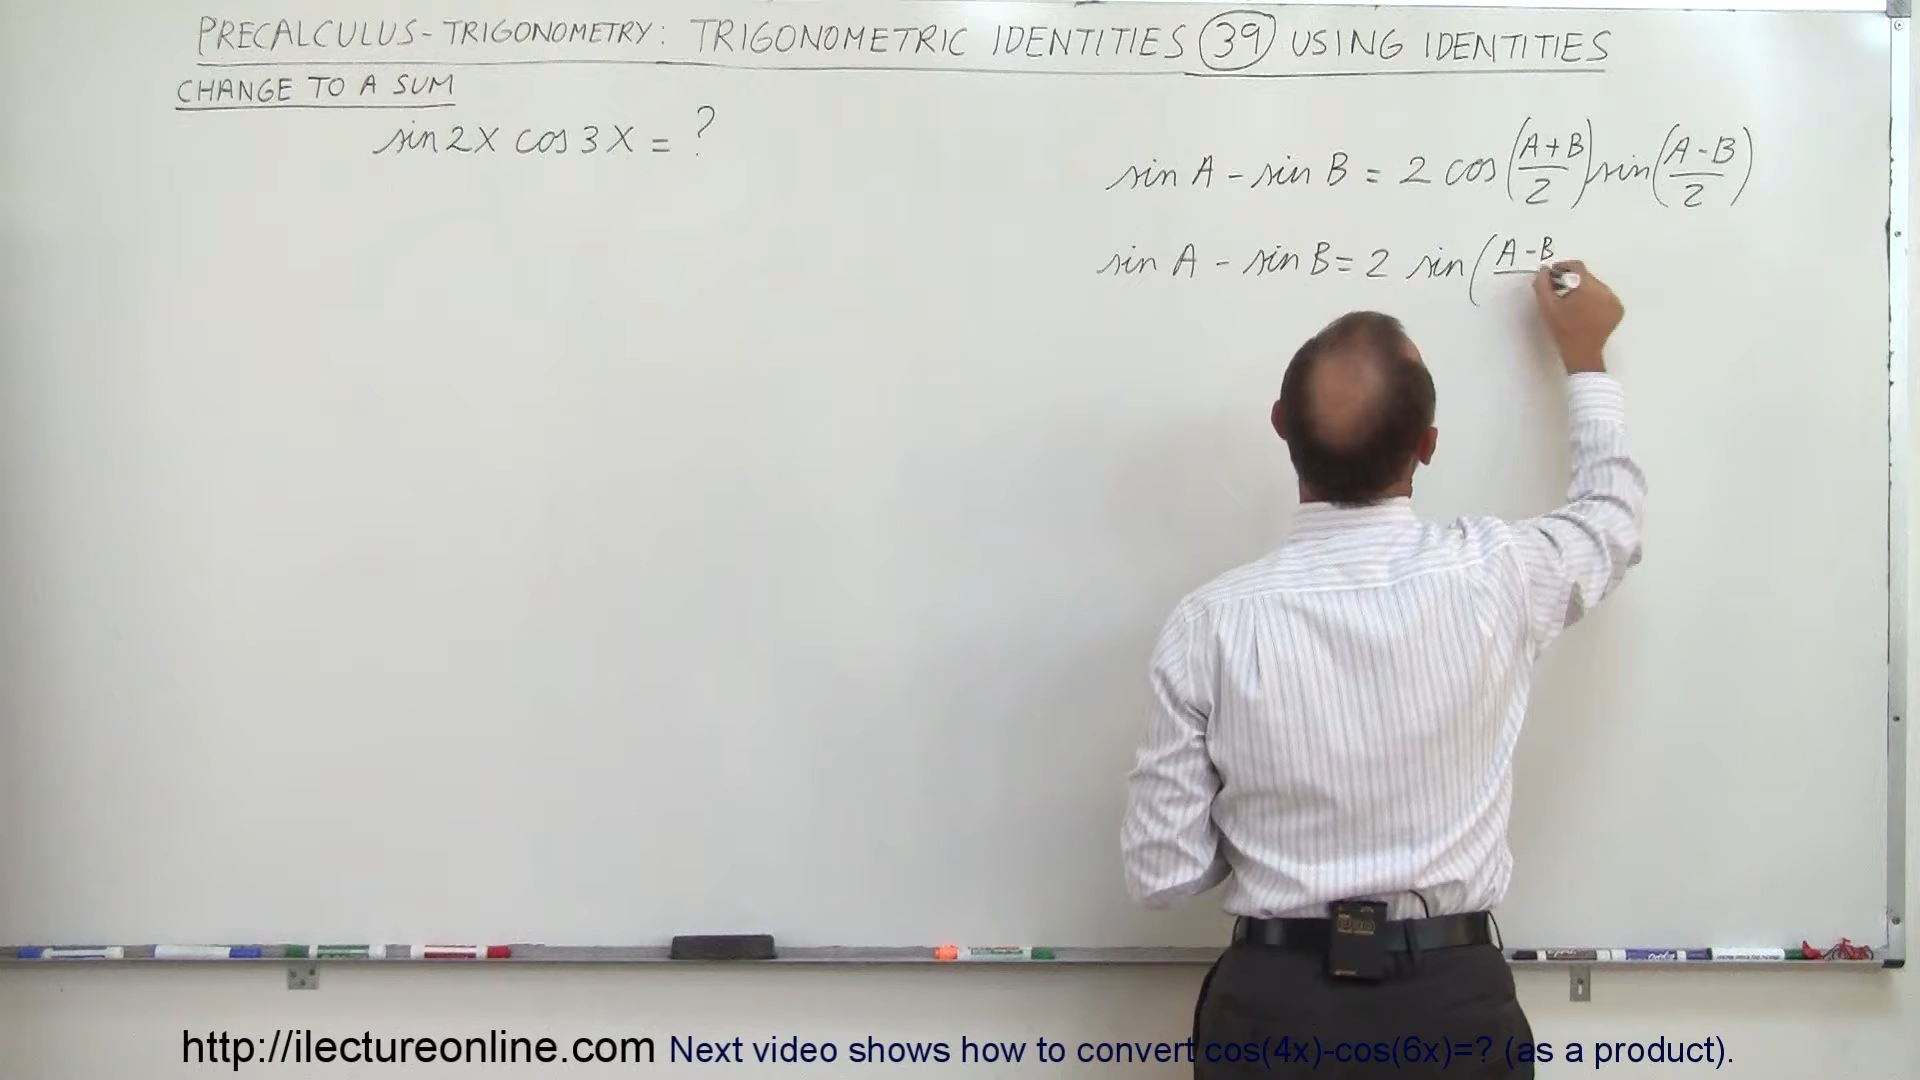 PRECALCULUS - TRIGONOMETRY: TRIGONOMETRIC IDENTITIES 39 USING IDENTITIES
CHANGE TO A SUM
sin 2X cos 3X = ?
sin A - sin B = 2 cos (A+B/2) sin (A-B/2)
sin A - sin B = 2 sin (A-B
http://ilectureonline.com Next video shows how to convert cos(4x)-cos(6x)=? (as a product).